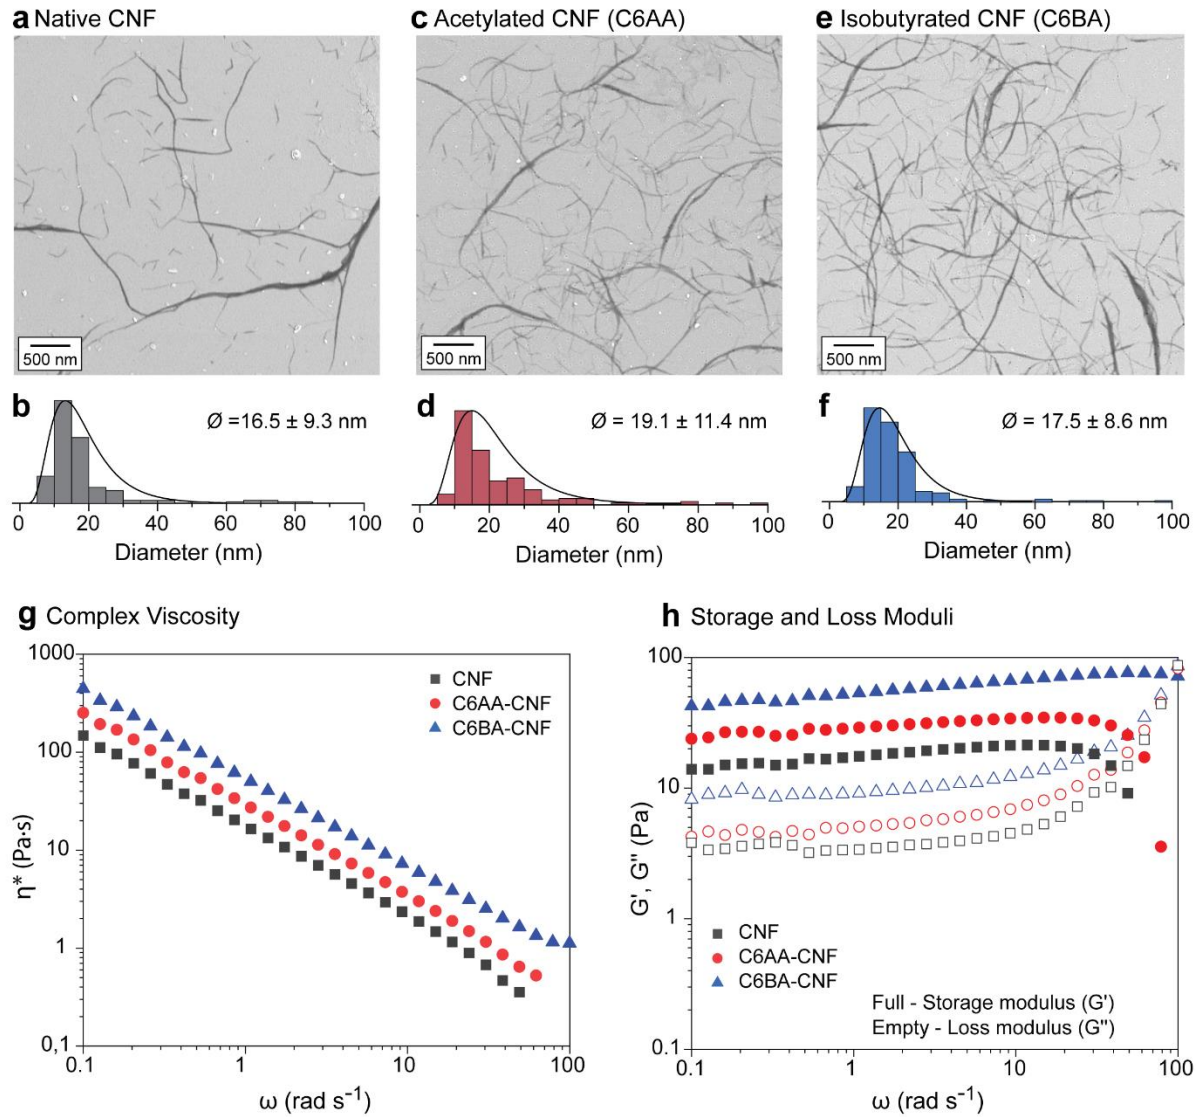 a Native CNF
c Acetylated CNF (C6AA)
e Isobutyrated CNF (C6BA)
500 nm
500 nm
500 nm
b
Ø =16.5 ± 9.3 nm
0 20 40 60 80 100
Diameter (nm)
d
Ø = 19.1 ± 11.4 nm
0 20 40 60 80 100
Diameter (nm)
f
Ø = 17.5 ± 8.6 nm
0 20 40 60 80 100
Diameter (nm)
g Complex Viscosity
1000
100
10
1
0,1
η* (Pa·s)
CNF
C6AA-CNF
C6BA-CNF
0.1 1 10 100
ω (rad s⁻¹)
h Storage and Loss Moduli
100
10
1
0.1
G', G" (Pa)
CNF
C6AA-CNF
C6BA-CNF
Full - Storage modulus (G')
Empty - Loss modulus (G")
0.1 1 10 100
ω (rad s⁻¹)